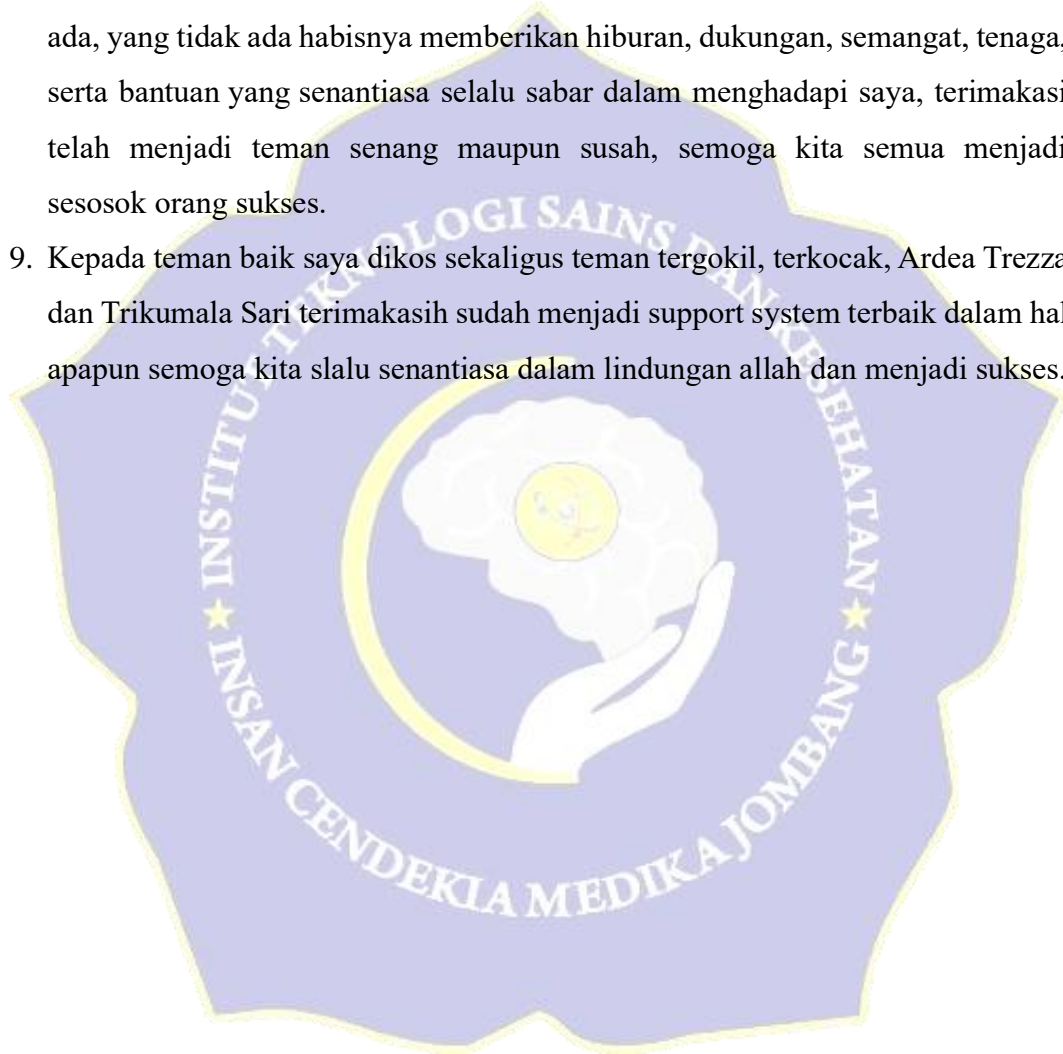 ada, yang tidak ada habisnya memberikan hiburan, dukungan, semangat, tenaga,
serta bantuan yang senantiasa selalu sabar dalam menghadapi saya, terimakasi
telah menjadi teman senang maupun susah, semoga kita semua menjadi
sesosok orang sukses.
9. Kepada teman baik saya dikos sekaligus teman tergokil, terkocak, Ardea Trezza
dan Trikumala Sari terimakasih sudah menjadi support system terbaik dalam hal
apapun semoga kita slalu senantiasa dalam lindungan allah dan menjadi sukses.
INSTITUT TEKNOLOGI SAINS DAN KESEHATAN
INSAN CENDEKIA MEDIKA JOMBANG